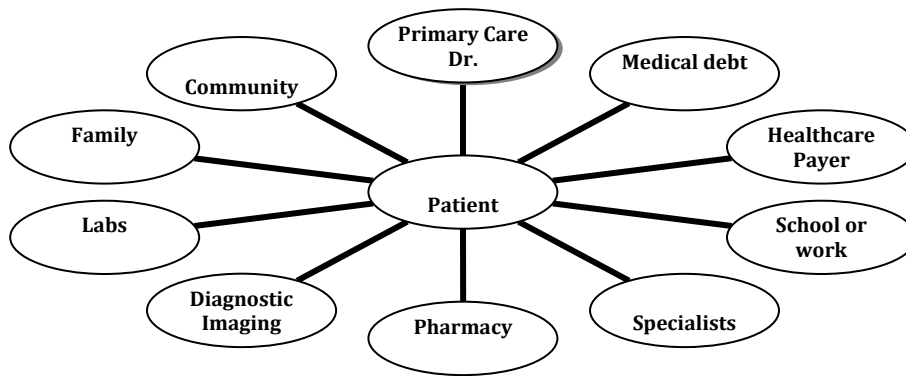 Primary Care
Dr.
Community
Medical debt
Family
Healthcare
Payer
Patient
Labs
School or
work
Diagnostic
Imaging
Pharmacy
Specialists